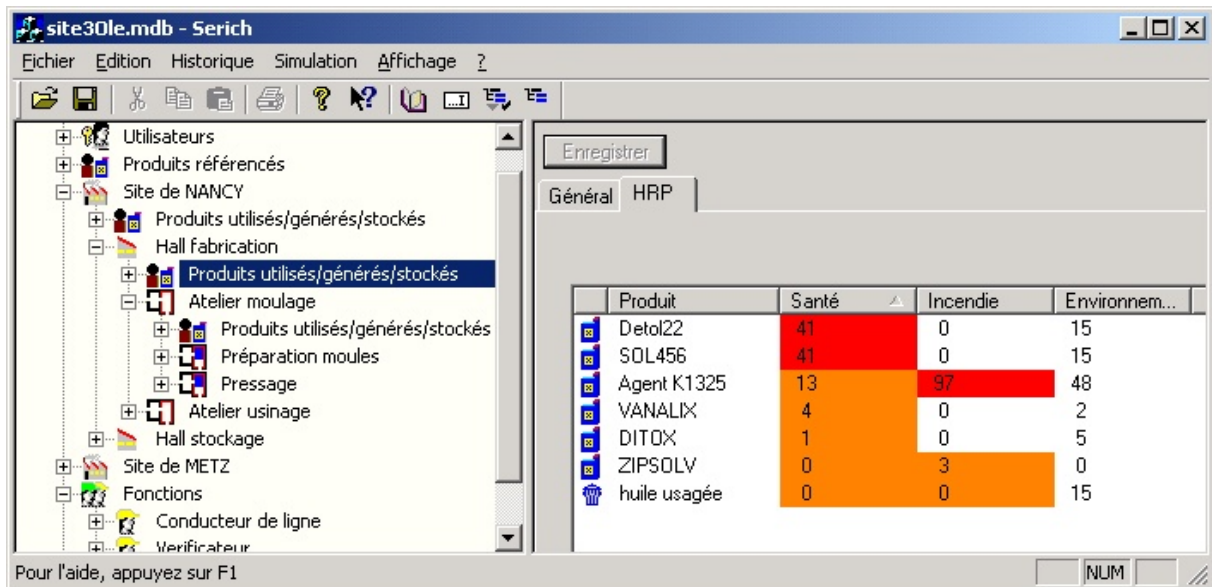 site30le.mdb - Serich
Fichier Edition Historique Simulation Affichage ?
Utilisateurs
Produits référencés
Site de NANCY
Produits utilisés/générés/stockés
Hall fabrication
Produits utilisés/générés/stockés
Atelier moulage
Produits utilisés/générés/stockés
Préparation moules
Pressage
Atelier usinage
Hall stockage
Site de METZ
Fonctions
Conducteur de ligne
Verificateur
Enregistrer
Général HRP
Produit Santé Incendie Environnem...
Detol22 41 0 15
SOL456 41 0 15
Agent K1325 13 97 48
VANALIX 4 0 2
DITOX 1 0 5
ZIPSOLV 0 3 0
huile usagée 0 0 15
Pour l'aide, appuyez sur F1
NUM